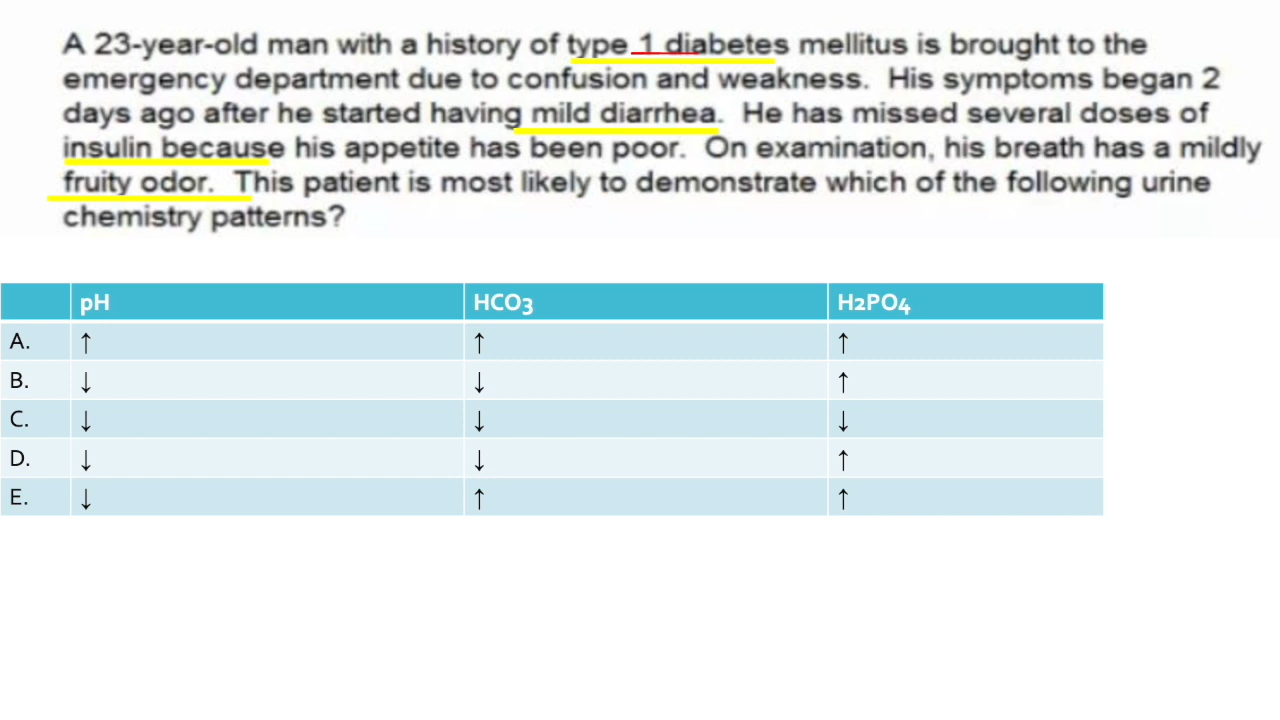 A 23-year-old man with a history of type 1 diabetes mellitus is brought to the
emergency department due to confusion and weakness. His symptoms began 2
days ago after he started having mild diarrhea. He has missed several doses of
insulin because his appetite has been poor. On examination, his breath has a mildly
fruity odor. This patient is most likely to demonstrate which of the following urine
chemistry patterns?
pH HCO3 H2PO4
A. ↑ ↑ ↑
B. ↓ ↓ ↑
C. ↓ ↓ ↓
D. ↓ ↓ ↑
E. ↓ ↑ ↑